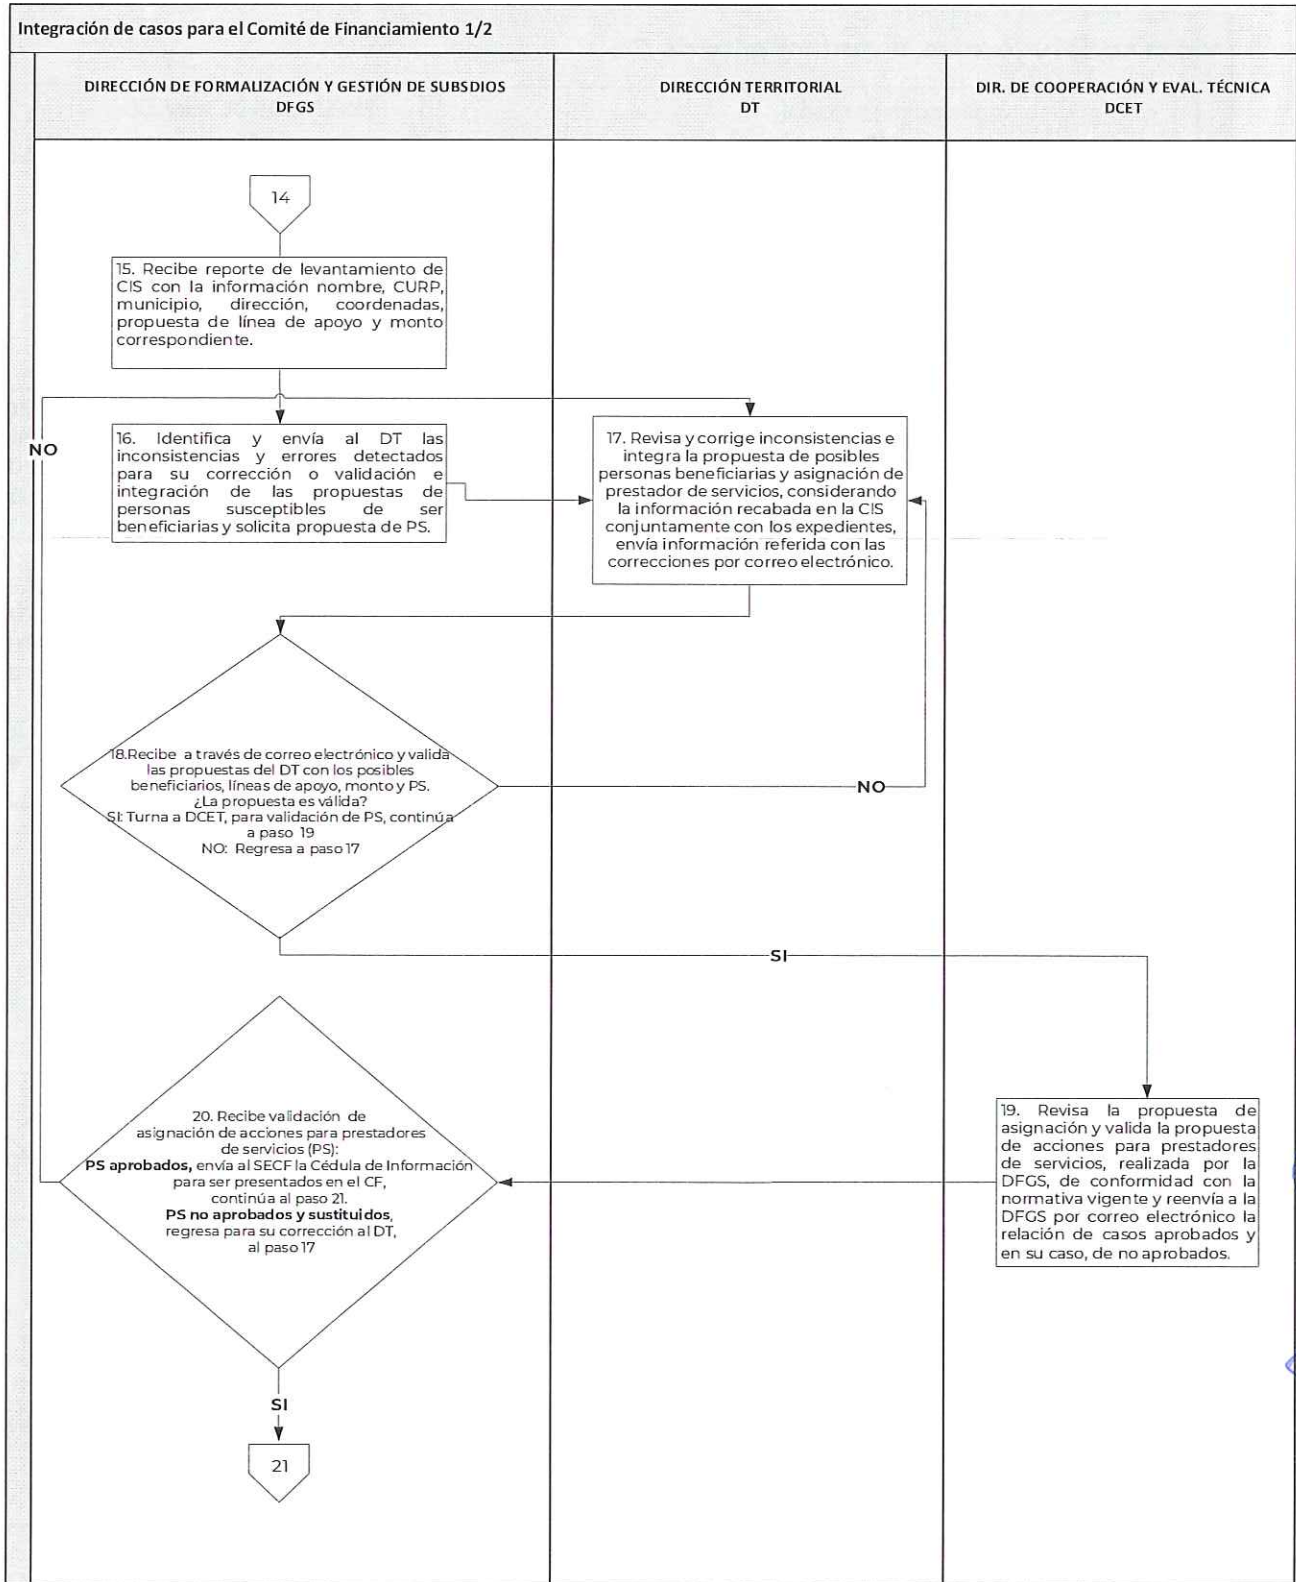 Integración de casos para el Comité de Financiamiento 1/2
DIRECCIÓN DE FORMALIZACIÓN Y GESTIÓN DE SUBSDIOS
DFGS
DIRECCIÓN TERRITORIAL
DT
DIR. DE COOPERACIÓN Y EVAL. TÉCNICA
DCET
14
15. Recibe reporte de levantamiento de
CIS con la información nombre, CURP,
municipio, dirección, coordenadas,
propuesta de línea de apoyo y monto
correspondiente.
NO
16. Identifica y envía al DT las
inconsistencias y errores detectados
para su corrección o validación e
integración de las propuestas de
personas susceptibles de ser
beneficiarias y solicita propuesta de PS.
17. Revisa y corrige inconsistencias e
integra la propuesta de posibles
personas beneficiarias y asignación de
prestador de servicios, considerando
la información recabada en la CIS
conjuntamente con los expedientes,
envía información referida con las
correcciones por correo electrónico.
18.Recibe a través de correo electrónico y valida
las propuestas del DT con los posibles
beneficiarios, líneas de apoyo, monto y PS.
¿La propuesta es válida?
SI: Turna a DCET, para validación de PS, continúa
a paso 19
NO: Regresa a paso 17
NO
SI
19. Revisa la propuesta de
asignación y valida la propuesta
de acciones para prestadores
de servicios, realizada por la
DFGS, de conformidad con la
normativa vigente y reenvía a la
DFGS por correo electrónico la
relación de casos aprobados y
en su caso, de no aprobados.
20. Recibe validación de
asignación de acciones para prestadores
de servicios (PS):
PS aprobados, envía al SECF la Cédula de Información
para ser presentados en el CF,
continúa al paso 21.
PS no aprobados y sustituidos,
regresa para su corrección al DT,
al paso 17
SI
21